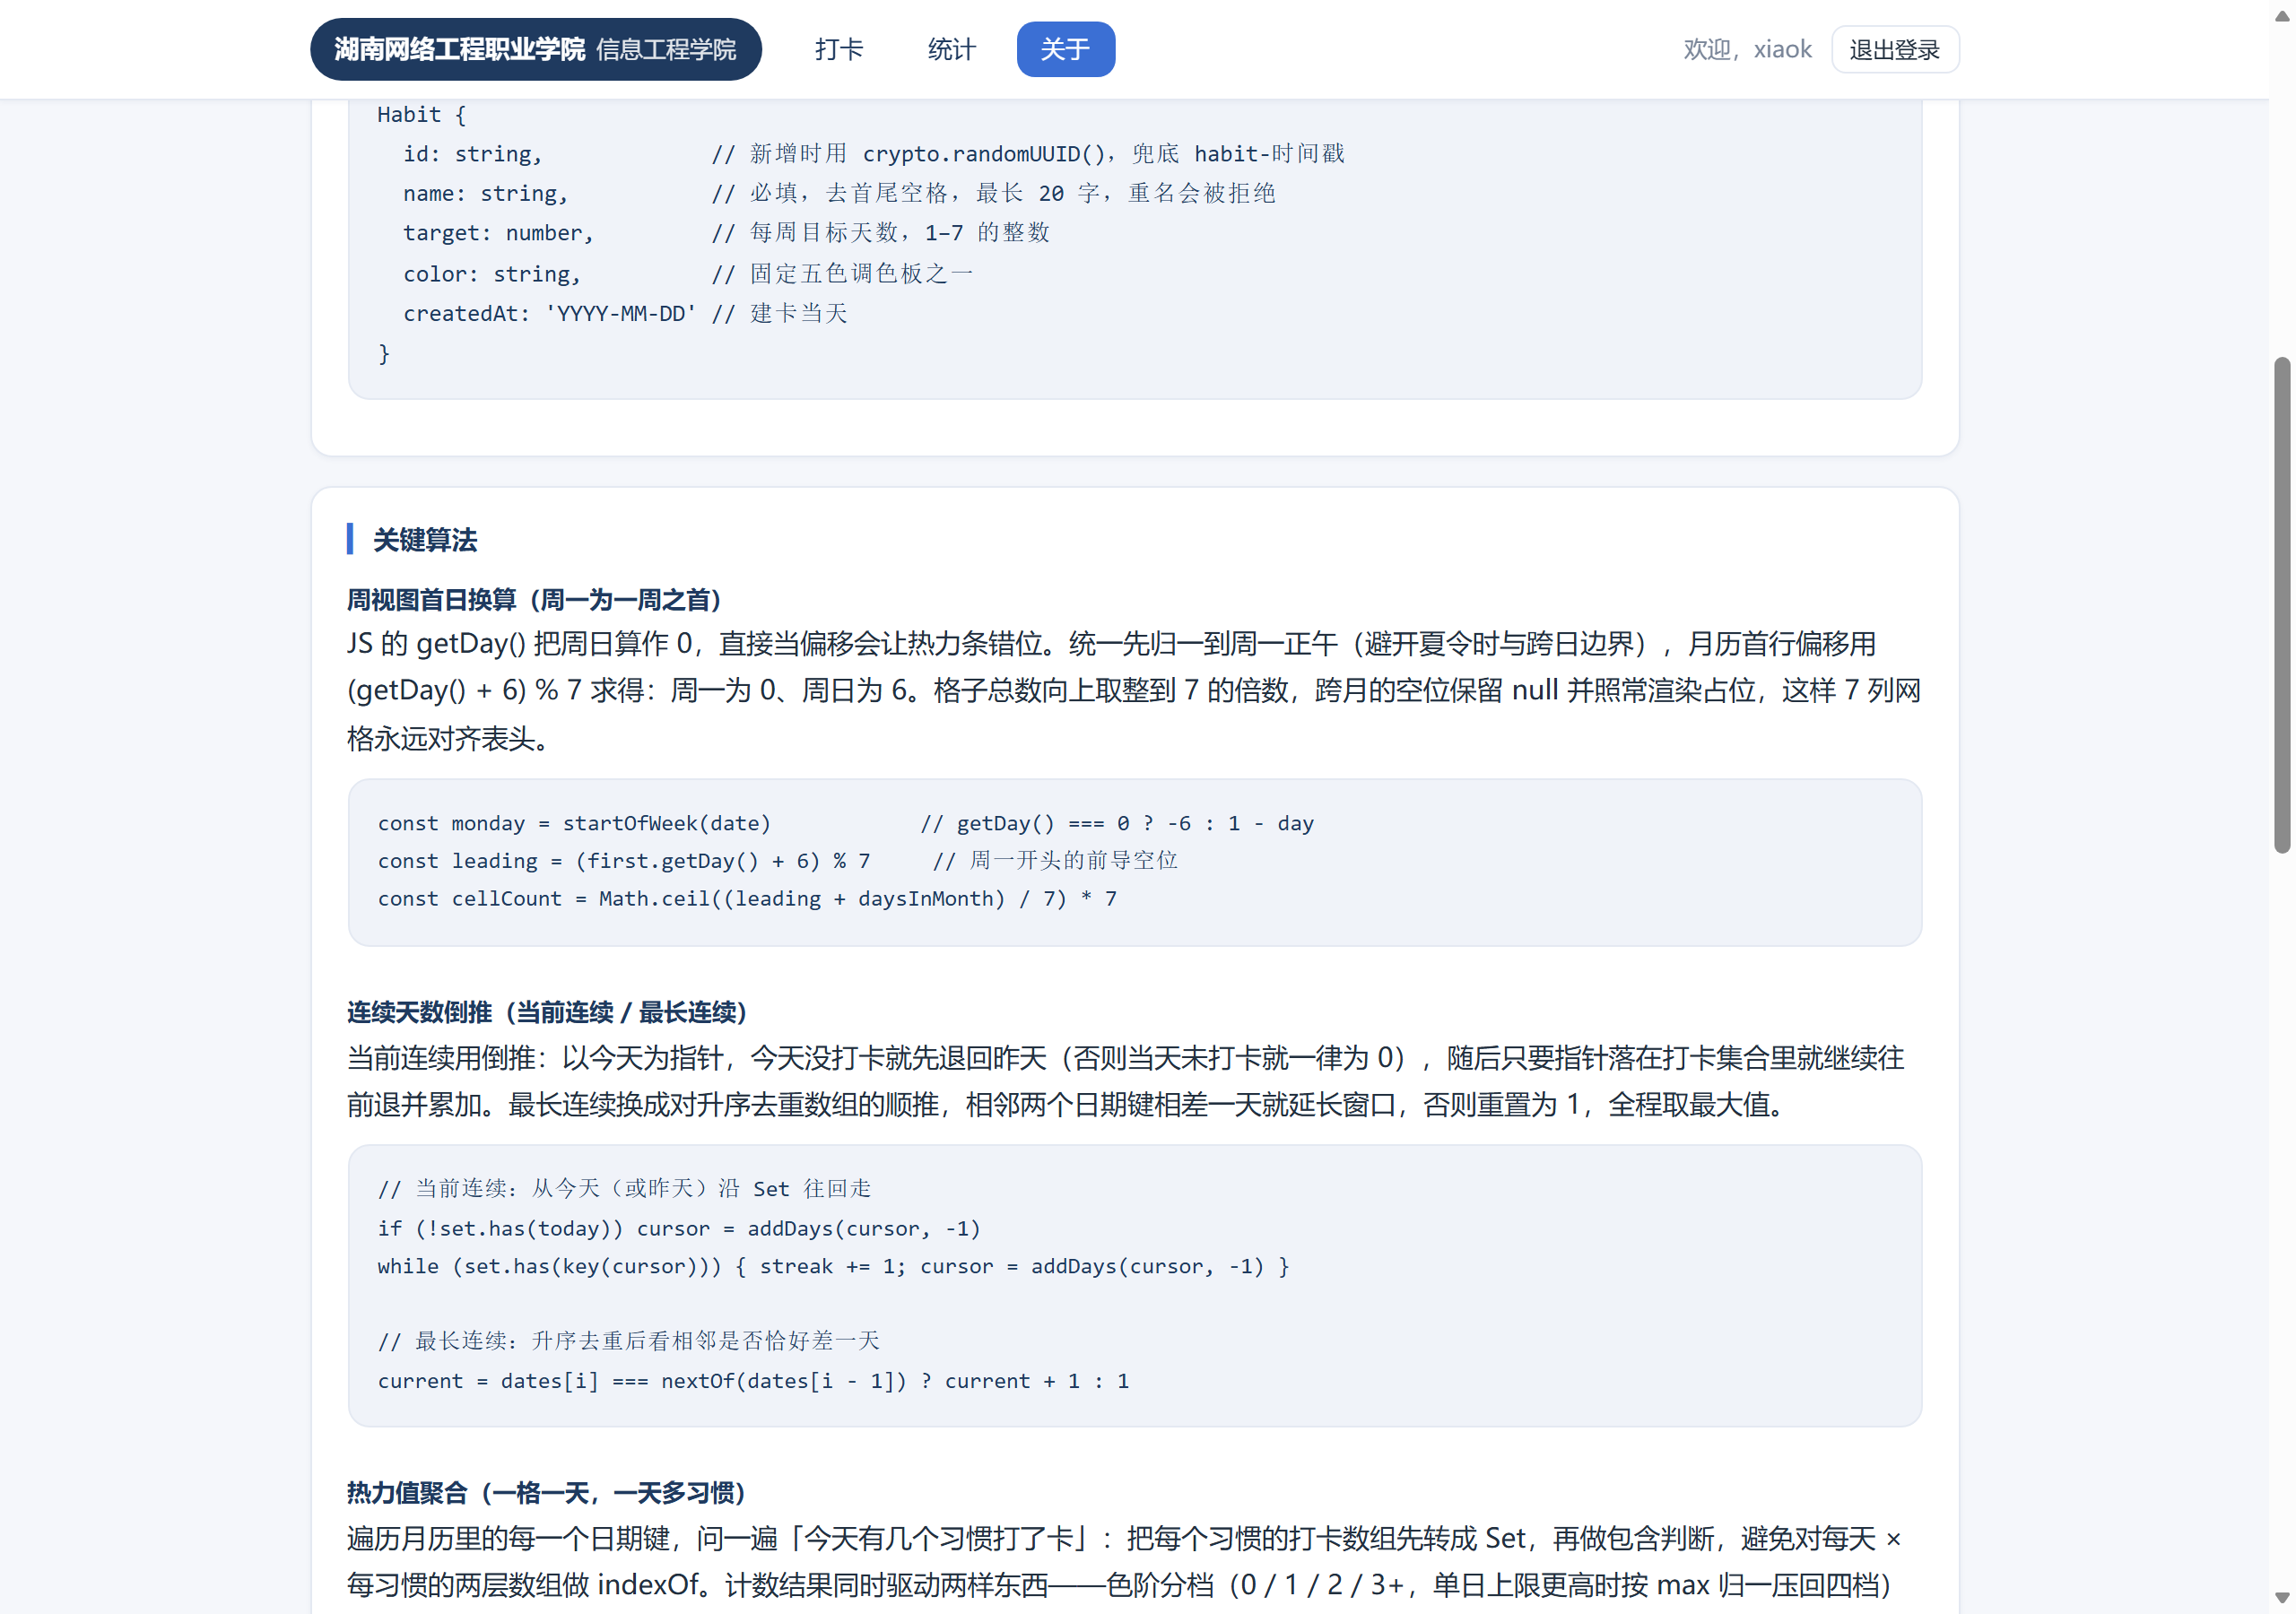 湖南网络工程职业学院 信息工程学院 打卡 统计 关于 欢迎，xiaok 退出登录
Habit {
  id: string,             // 新增时用 crypto.randomUUID()，兜底 habit-时间戳
  name: string,           // 必填，去首尾空格，最长 20 字，重名会被拒绝
  target: number,         // 每周目标天数，1–7 的整数
  color: string,          // 固定五色调色板之一
  createdAt: 'YYYY-MM-DD' // 建卡当天
}
关键算法
周视图首日换算（周一为一周之首）
JS 的 getDay() 把周日算作 0，直接当偏移会让热力条错位。统一先归一到周一正午（避开夏令时与跨日边界），月历首行偏移用
(getDay() + 6) % 7 求得：周一为 0、周日为 6。格子总数向上取整到 7 的倍数，跨月的空位保留 null 并照常渲染占位，这样 7 列网
格永远对齐表头。
const monday = startOfWeek(date)            // getDay() === 0 ? -6 : 1 - day
const leading = (first.getDay() + 6) % 7     // 周一开头的前导空位
const cellCount = Math.ceil((leading + daysInMonth) / 7) * 7
连续天数倒推（当前连续 / 最长连续）
当前连续用倒推：以今天为指针，今天没打卡就先退回昨天（否则当天未打卡就一律为 0），随后只要指针落在打卡集合里就继续往
前退并累加。最长连续换成对升序去重数组的顺推，相邻两个日期键相差一天就延长窗口，否则重置为 1，全程取最大值。
// 当前连续：从今天（或昨天）沿 Set 往回走
if (!set.has(today)) cursor = addDays(cursor, -1)
while (set.has(key(cursor))) { streak += 1; cursor = addDays(cursor, -1) }
// 最长连续：升序去重后看相邻是否恰好差一天
current = dates[i] === nextOf(dates[i - 1]) ? current + 1 : 1
热力值聚合（一格一天，一天多习惯）
遍历月历里的每一个日期键，问一遍「今天有几个习惯打了卡」：把每个习惯的打卡数组先转成 Set，再做包含判断，避免对每天 ×
每习惯的两层数组做 indexOf。计数结果同时驱动两样东西——色阶分档（0 / 1 / 2 / 3+，单日上限更高时按 max 归一压回四档）